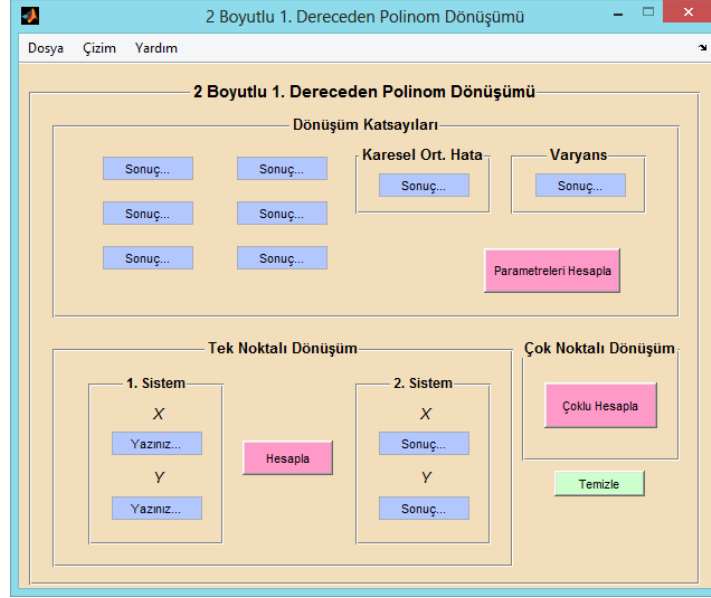 2 Boyutlu 1. Dereceden Polinom Dönüşümü
Dosya Çizim Yardım
2 Boyutlu 1. Dereceden Polinom Dönüşümü
Dönüşüm Katsayıları
Karesel Ort. Hata Varyans
Sonuç... Sonuç... Sonuç... Sonuç...
Sonuç... Sonuç...
Sonuç... Sonuç...
Parametreleri Hesapla
Tek Noktalı Dönüşüm Çok Noktalı Dönüşüm
1. Sistem 2. Sistem
X X
Çoklu Hesapla
Yazınız... Sonuç...
Hesapla
Y Y
Temizle
Yazınız... Sonuç...